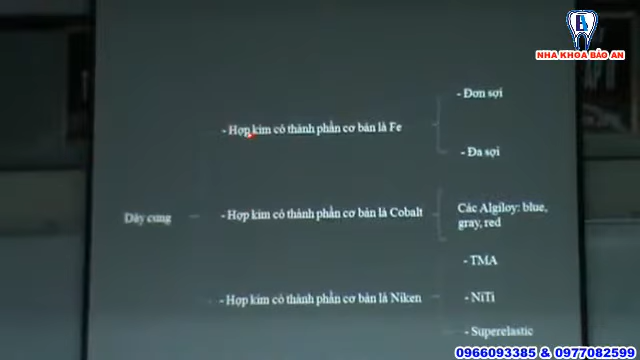 NHA KHOA BẢO AN
- Đơn sợi
- Hợp kim có thành phần cơ bản là Fe
- Đa sợi
Dây cung
- Hợp kim có thành phần cơ bản là Cobalt
Các Algiloy: blue,
gray, red
- TMA
- Hợp kim có thành phần cơ bản là Niken
- NiTi
- Superelastic
0966093385 & 0977082599